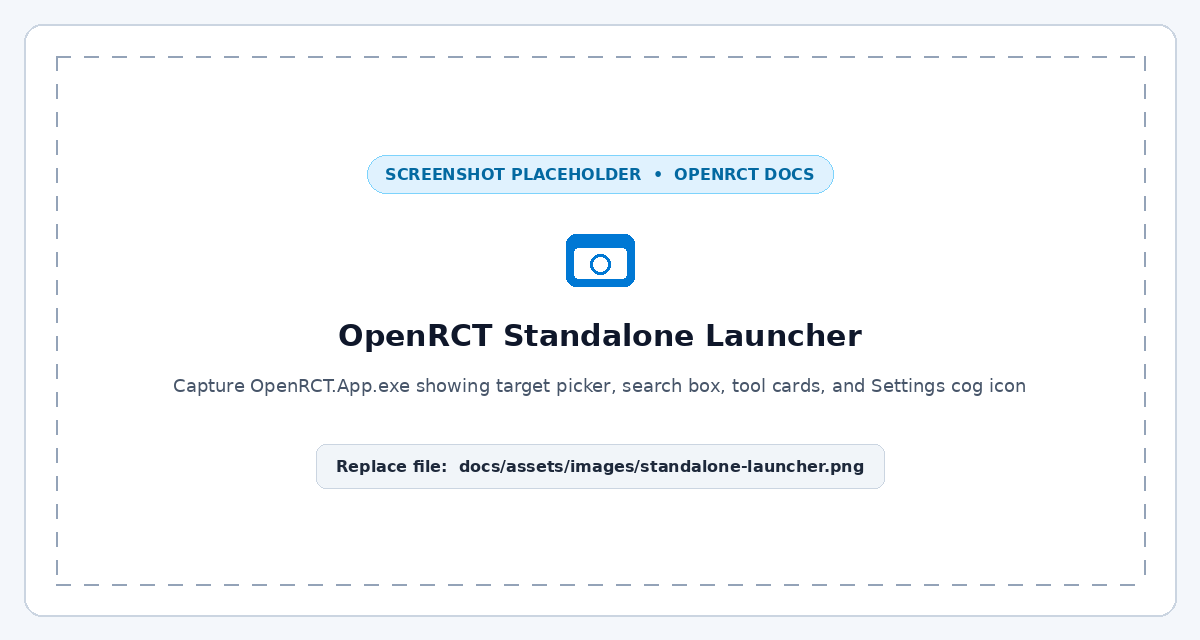 SCREENSHOT PLACEHOLDER • OPENRCT DOCS
OpenRCT Standalone Launcher
Capture OpenRCT.App.exe showing target picker, search box, tool cards, and Settings cog icon
Replace file: docs/assets/images/standalone-launcher.png